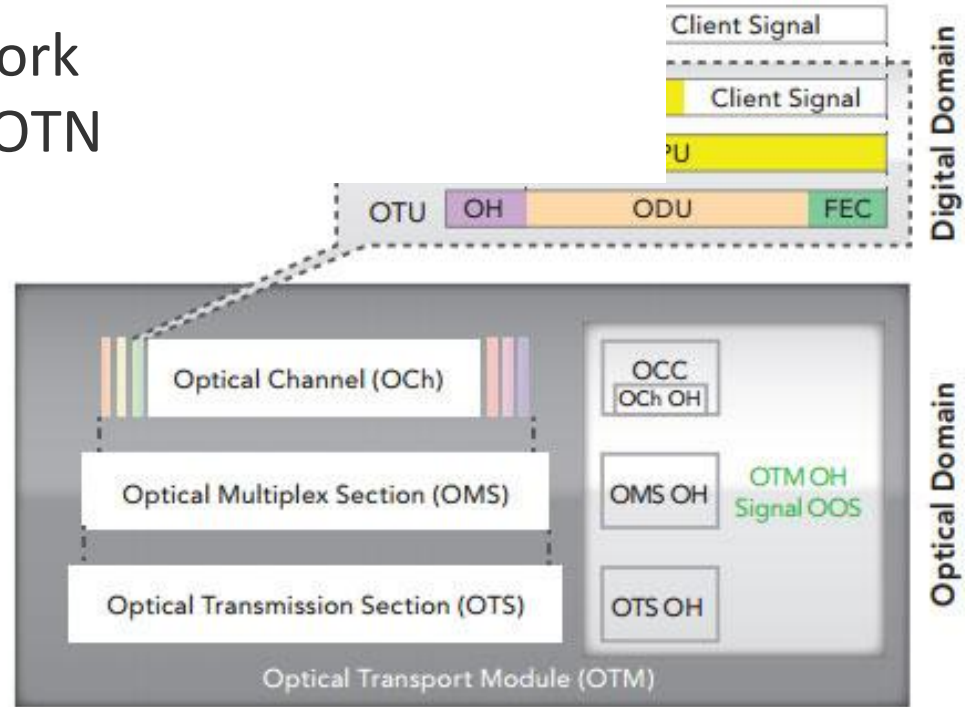 Client Signal
ork
OTN
Client Signal
PU
OTU OH ODU FEC
Digital Domain
Optical Channel (OCh)
OCC
OCh OH
Optical Multiplex Section (OMS)
OMS OH
OTM OH
Signal OOS
Optical Transmission Section (OTS)
OTS OH
Optical Transport Module (OTM)
Optical Domain